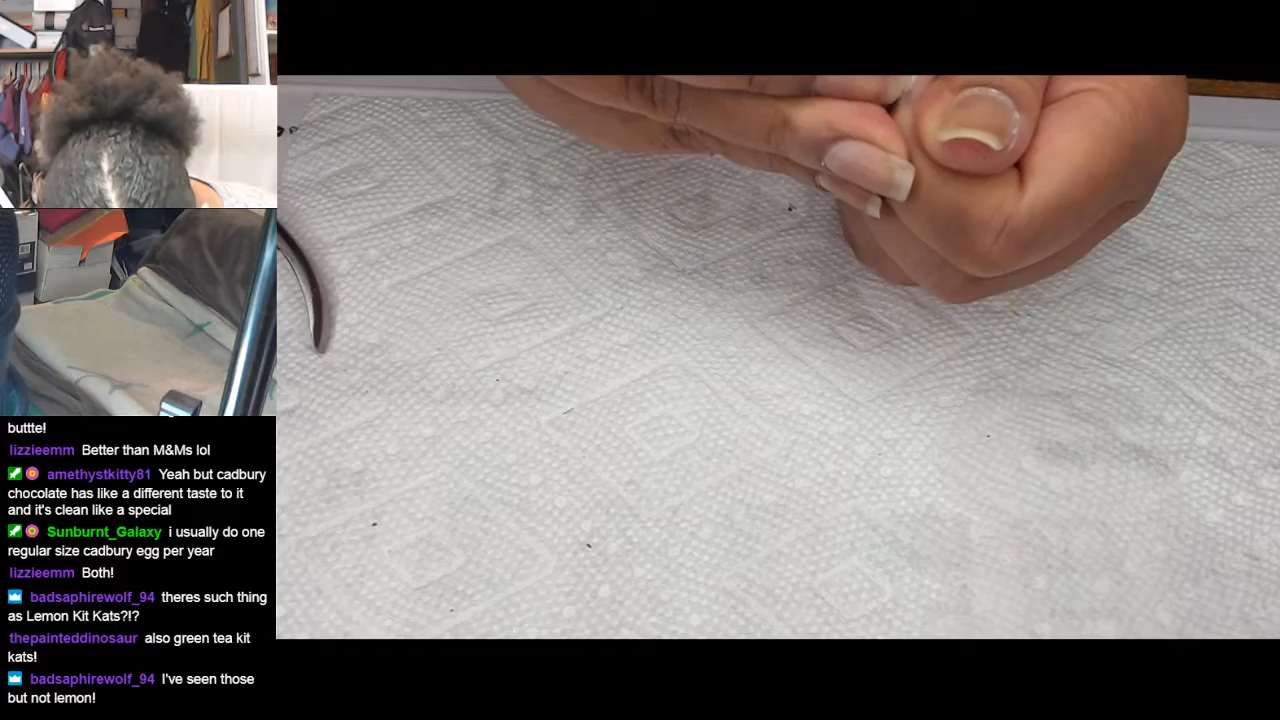 buttte!
lizzieemm Better than M&Ms lol
amethystkitty81 Yeah but cadbury
chocolate has like a different taste to it
and it's clean like a special
Sunburnt_Galaxy i usually do one
regular size cadbury egg per year
lizzieemm Both!
badsaphirewolf_94 theres such thing
as Lemon Kit Kats?!?
thepainteddinosaur also green tea kit
kats!
badsaphirewolf_94 I've seen those
but not lemon!